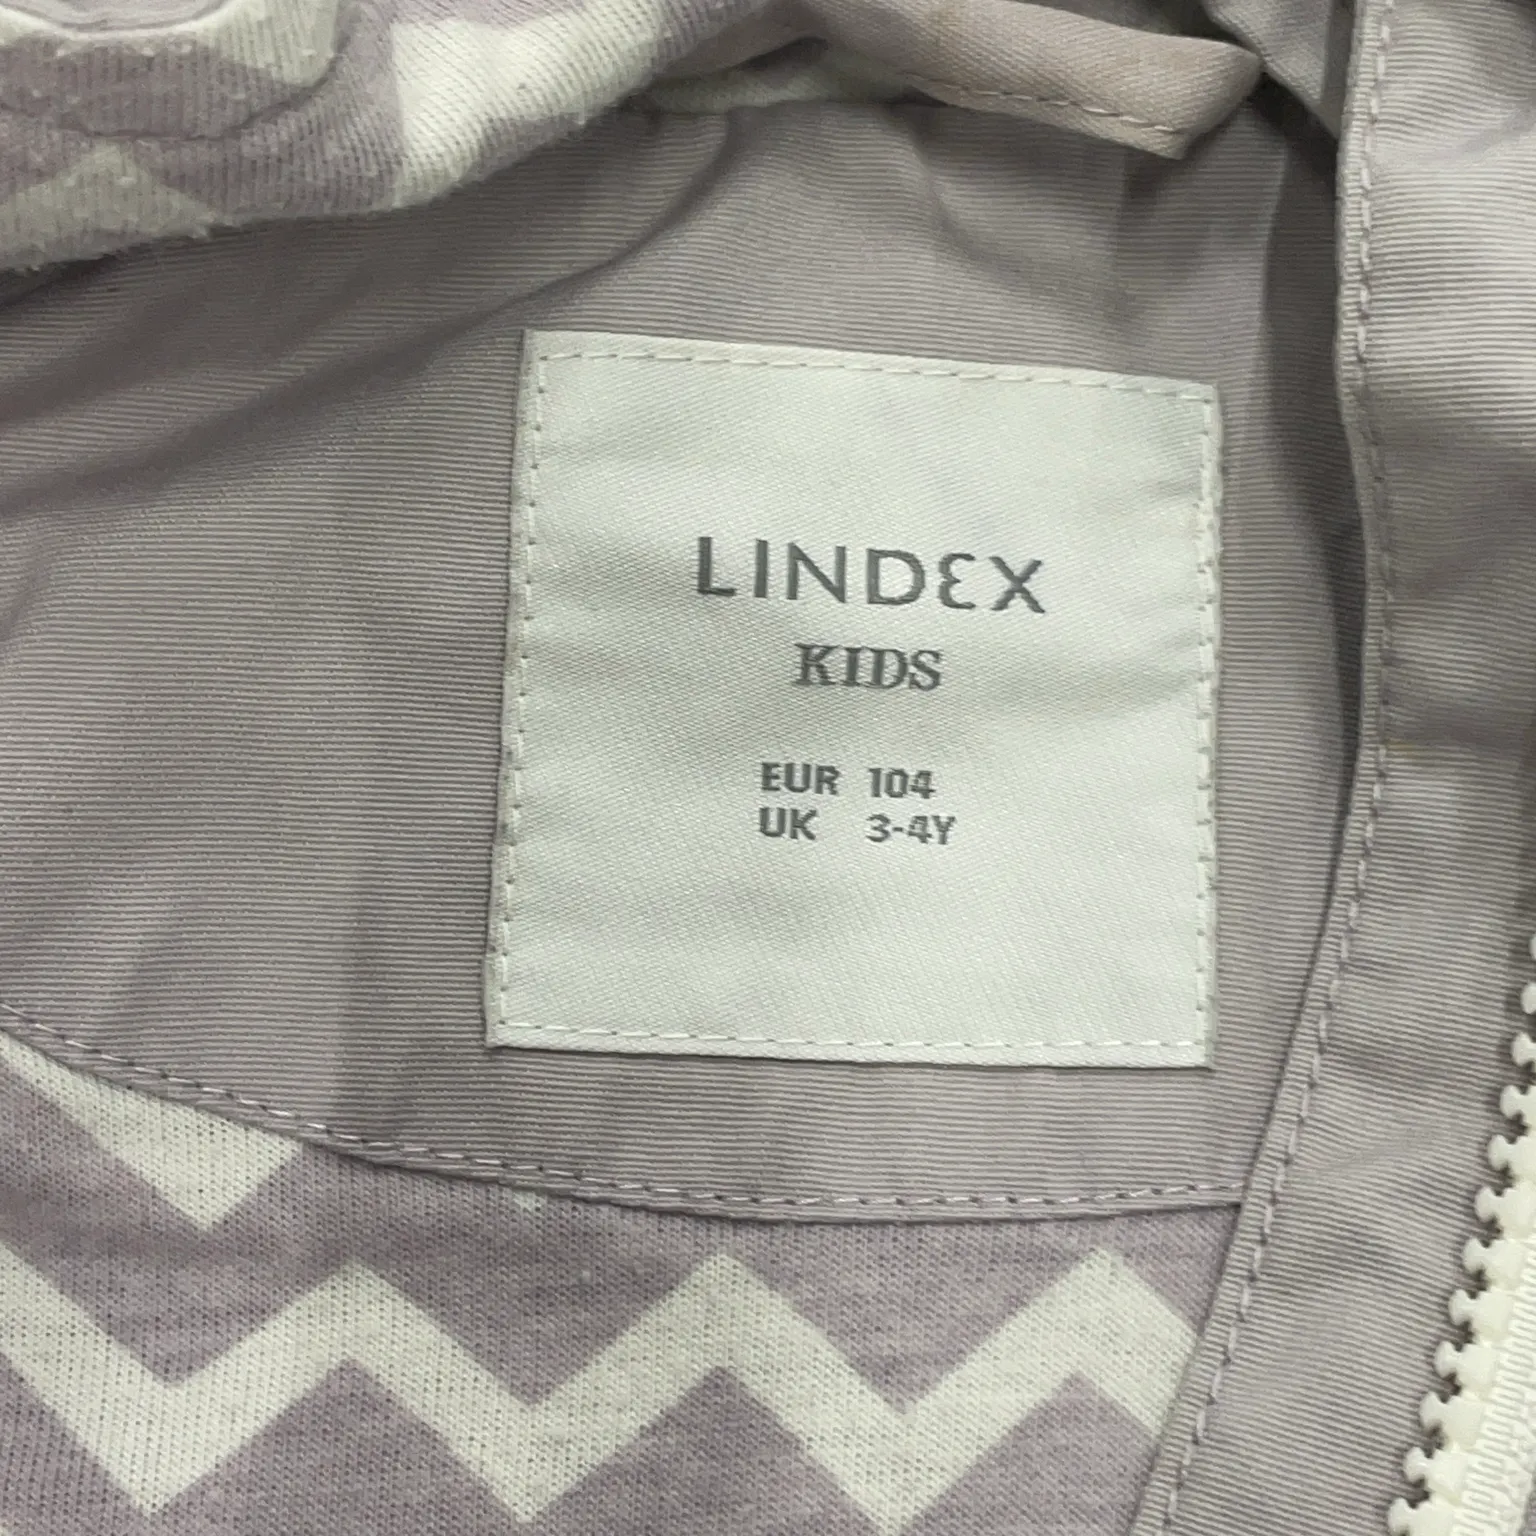 LINDEX
KIDS
EUR 104
UK 3-4Y